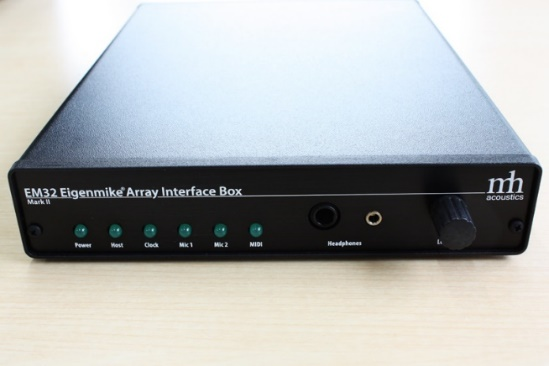 EM32 Eigenmike® Array Interface Box
Mark II
mh
acoustics
Power Host Clock Mic 1 Mic 2 MIDI Headphones